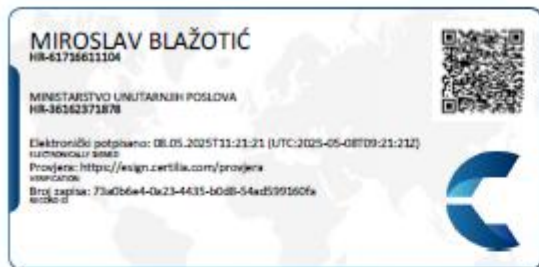 MIROSLAV BLAŽOTIĆ
HR-61716611104
MINISTARSTVO UNUTARNJIH POSLOVA
HR-36162371878
Elektronički potpisano: 08.05.2025T11:21:21 (UTC:2025-05-08T09:21:21Z)
ELECTRONICALLY SIGNED
Provjera: https://esign.certilia.com/provjera
VERIFICATION
Broj zapisa: 73a0b6e4-0a23-4435-b0d8-54ad599160fa
RECORD ID